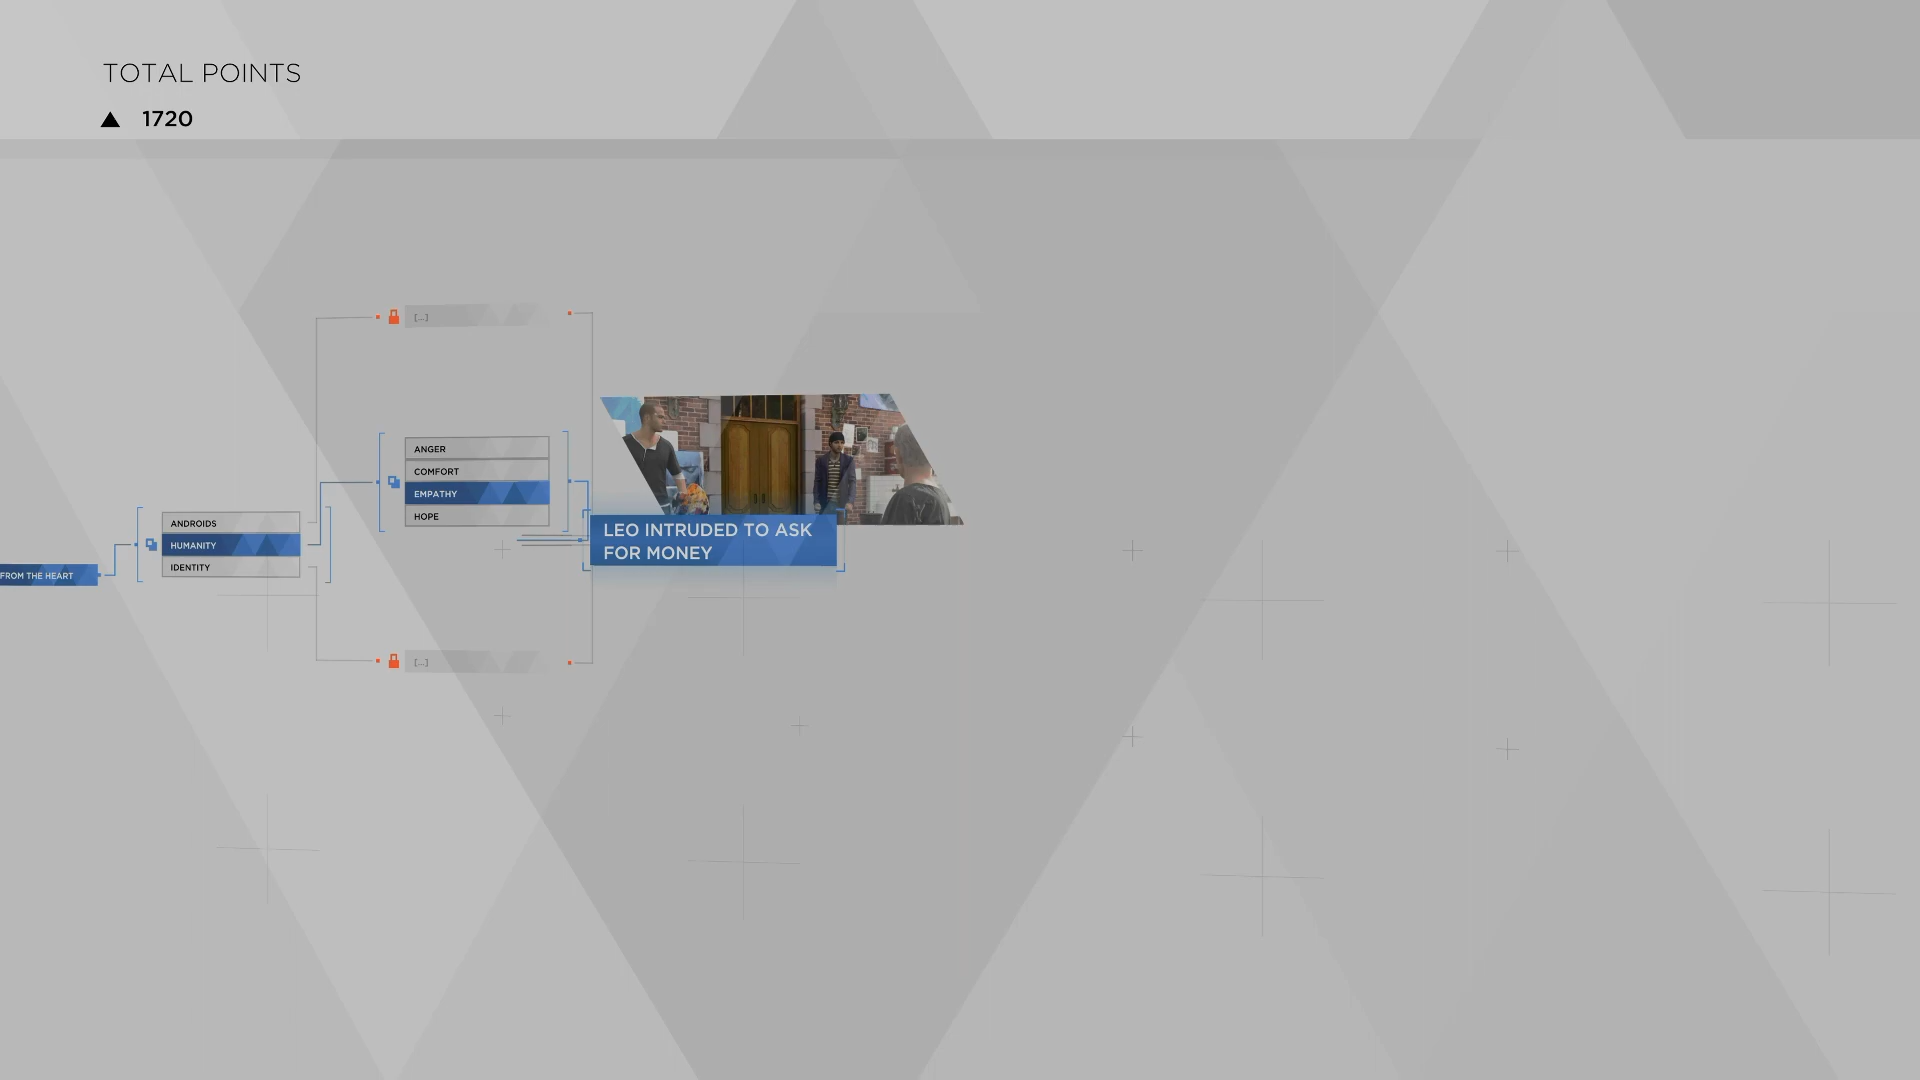 TOTAL POINTS
1720
[...]
ANGER
COMFORT
EMPATHY
HOPE
ANDROIDS
HUMANITY
IDENTITY
FROM THE HEART
LEO INTRUDED TO ASK
FOR MONEY
[...]